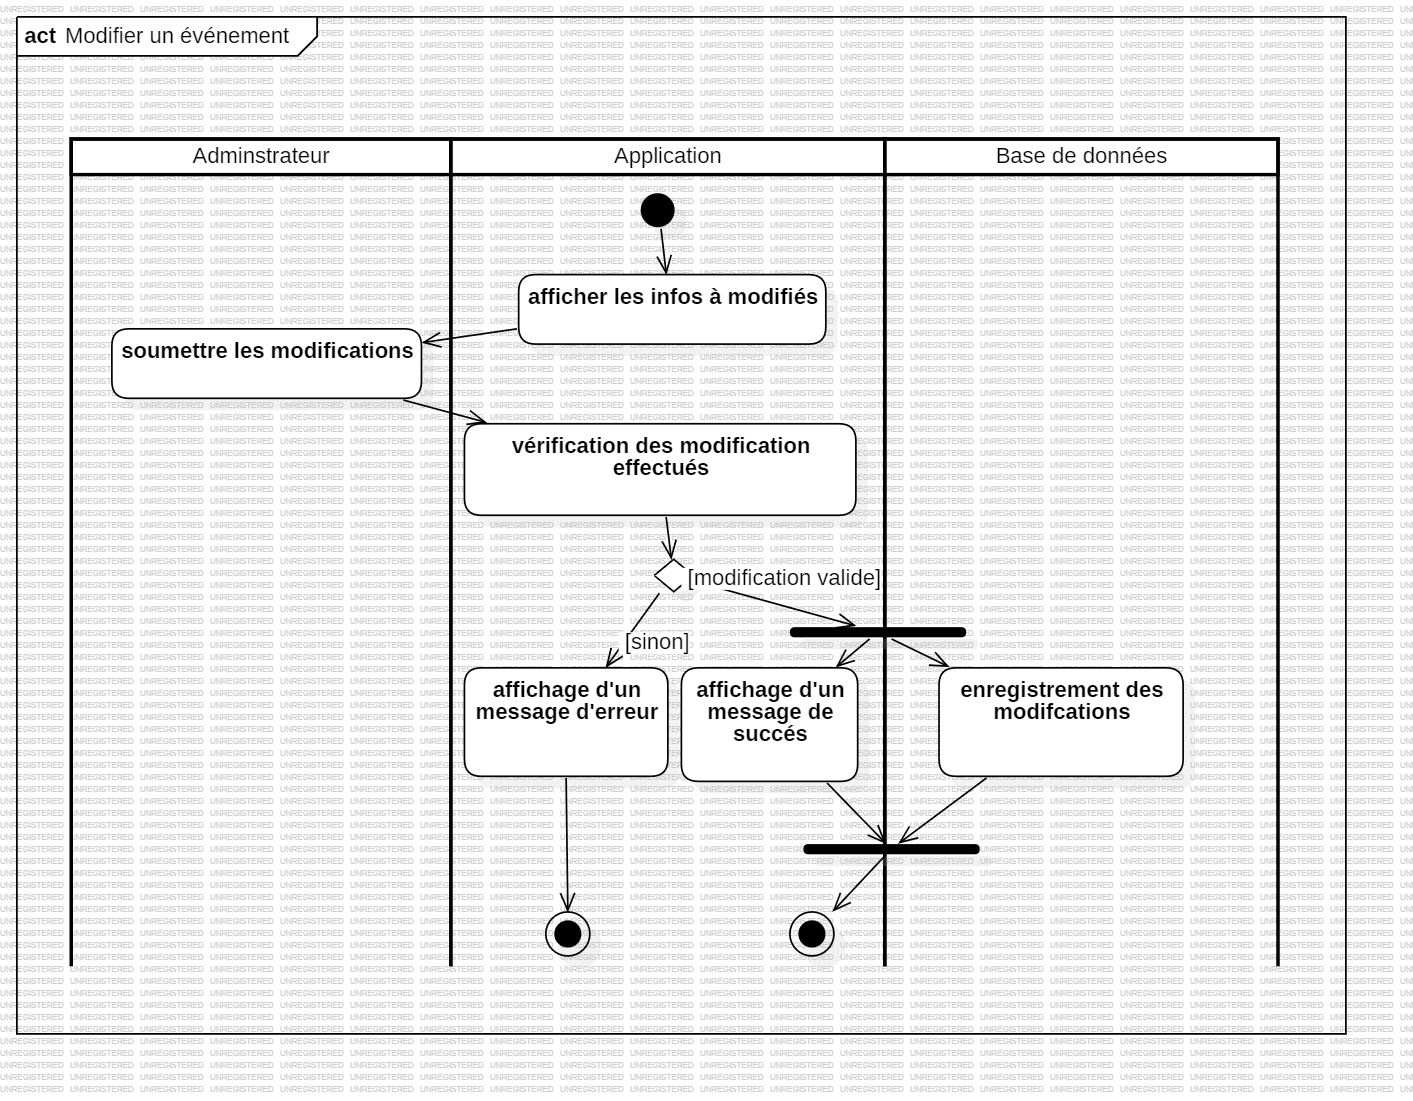 act Modifier un événement
Adminstrateur
Application
Base de données
afficher les infos à modifiés
soumettre les modifications
vérification des modification
effectués
[modification valide]
[sinon]
affichage d'un
message d'erreur
affichage d'un
message de
succés
enregistrement des
modifcations
UNREGISTERED